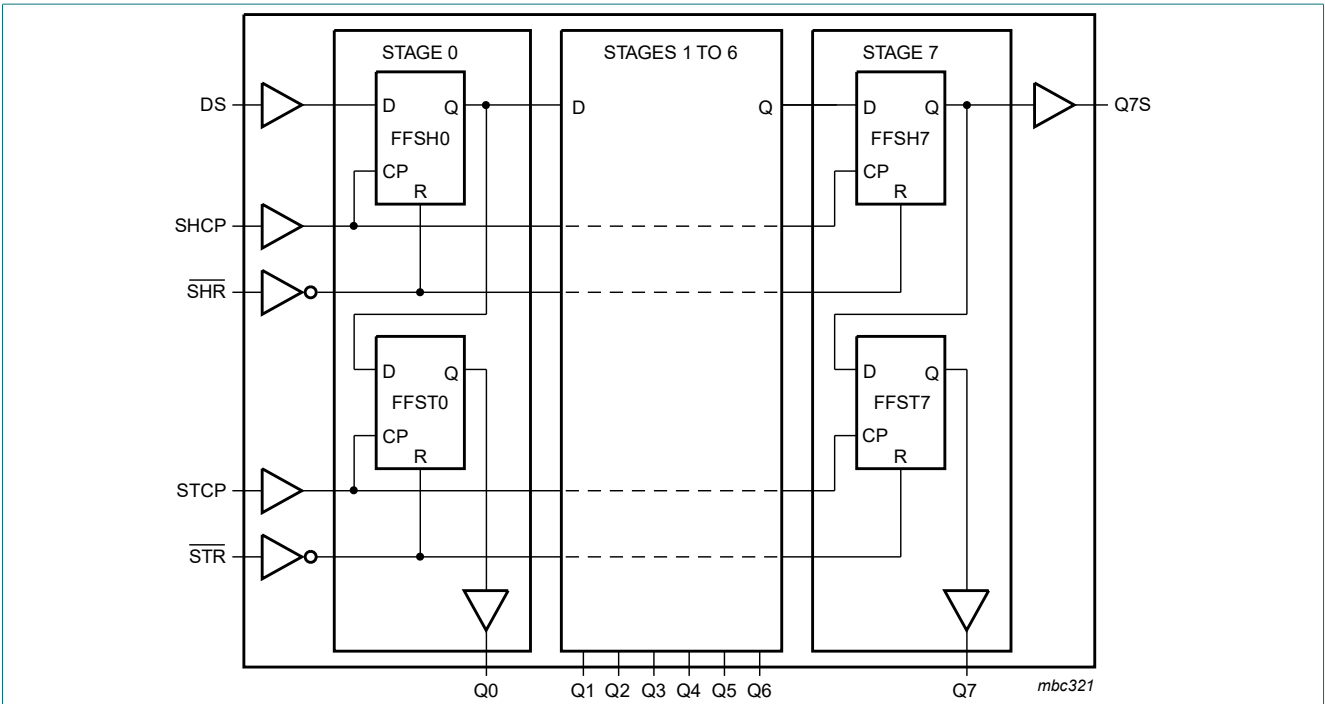 STAGE 0
STAGES 1 TO 6
STAGE 7
DS
D
Q
FFSH0
CP
R
D
Q
D
Q
FFSH7
CP
R
Q7S
SHCP
SHR
D
Q
FFST0
CP
R
D
Q
FFST7
CP
R
STCP
STR
Q0
Q1 Q2 Q3 Q4 Q5 Q6
Q7
mbc321